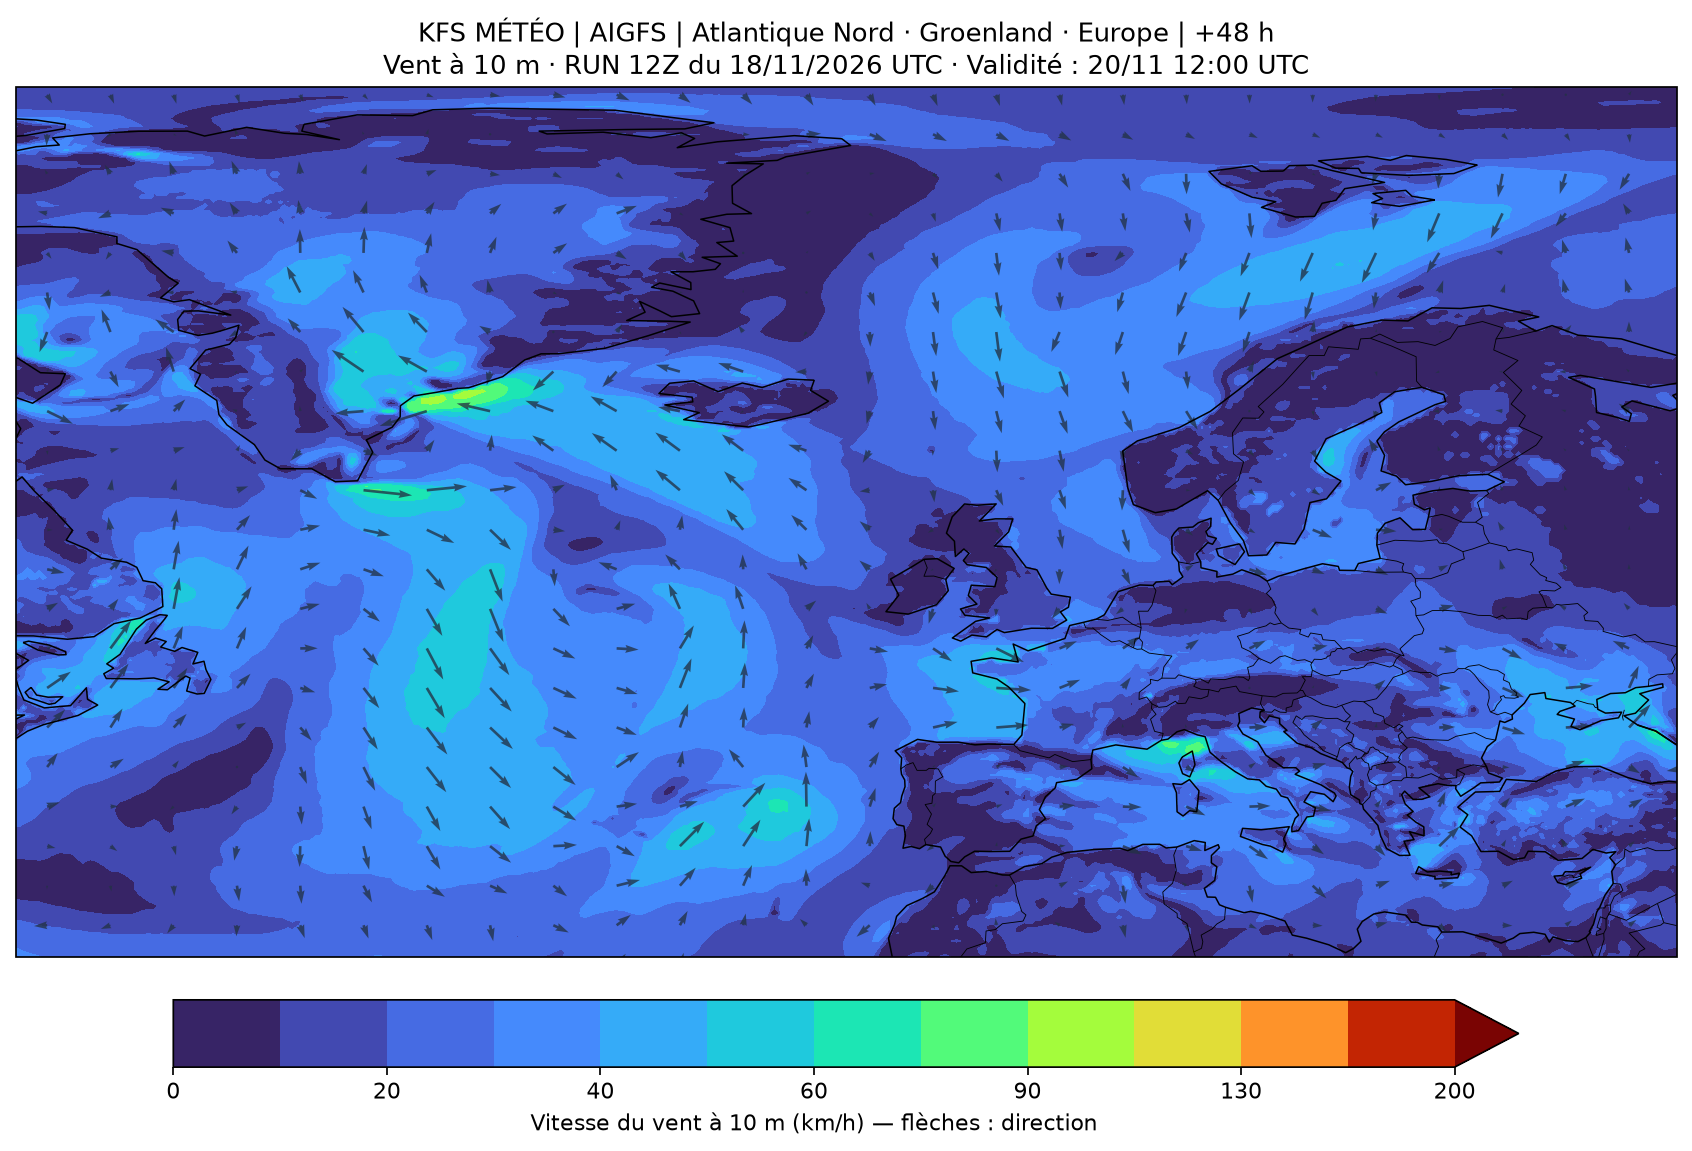 KFS MÉTÉO | AIGFS | Atlantique Nord · Groenland · Europe | +48 h
Vent à 10 m · RUN 12Z du 18/11/2026 UTC · Validité : 20/11 12:00 UTC
0 20 40 60 90 130 200
Vitesse du vent à 10 m (km/h) — flèches : direction